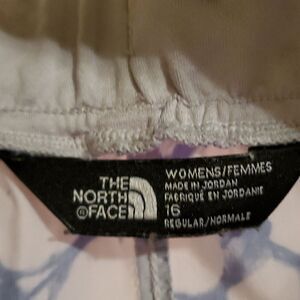 THE
NORTH
©FACE
WOMENS/FEMMES
MADE IN JORDAN
FABRIQUÉ EN JORDANIE
16
REGULAR/NORMALE